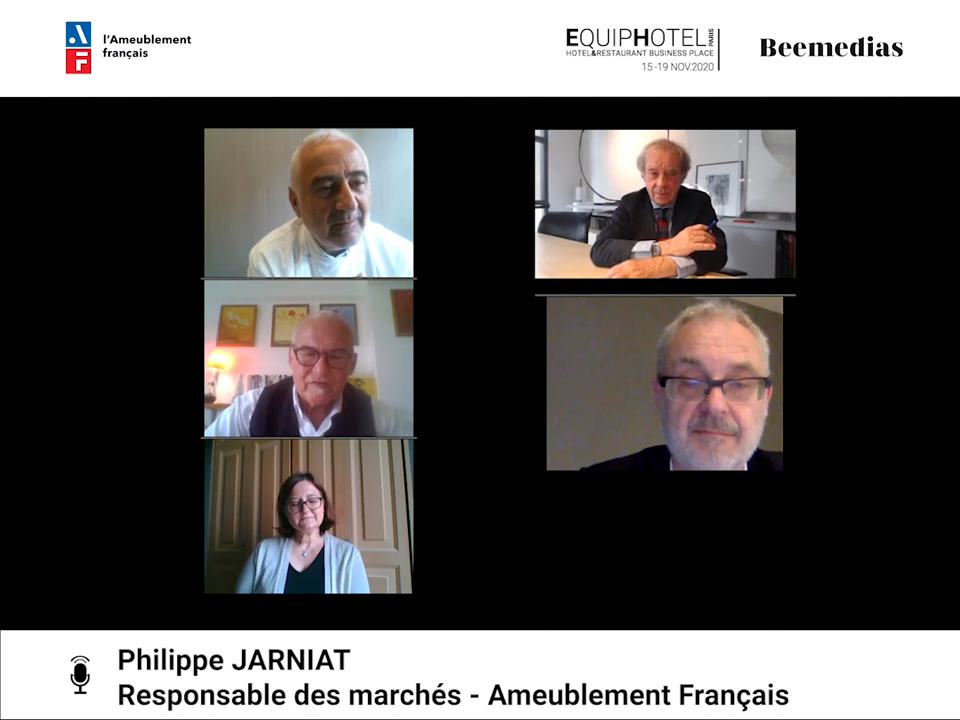 l'Ameublement
français
EQUIPHOTEL PARIS
HOTEL&RESTAURANT BUSINESS PLACE
15-19 NOV.2020
Beemedias
Philippe JARNIAT
Responsable des marchés - Ameublement Français